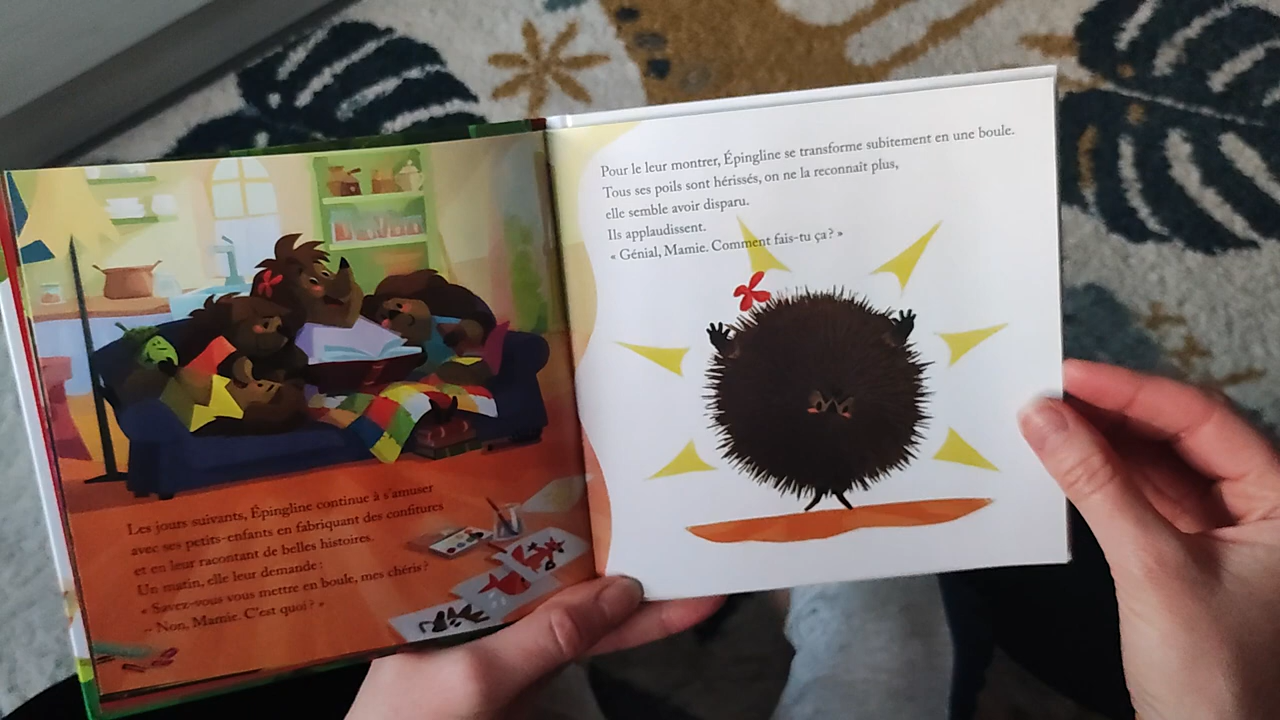 Les jours suivants, Épingline continue à s'amuser
avec ses petits-enfants en fabriquant des confitures
et en leur racontant de belles histoires.
Un matin, elle leur demande :
« Savez-vous vous mettre en boule, mes chéris ?
– Non, Mamie. C'est quoi ? »
Pour le leur montrer, Épingline se transforme subitement en une boule.
Tous ses poils sont hérissés, on ne la reconnaît plus,
elle semble avoir disparu.
Ils applaudissent.
« Génial, Mamie. Comment fais-tu ça ? »